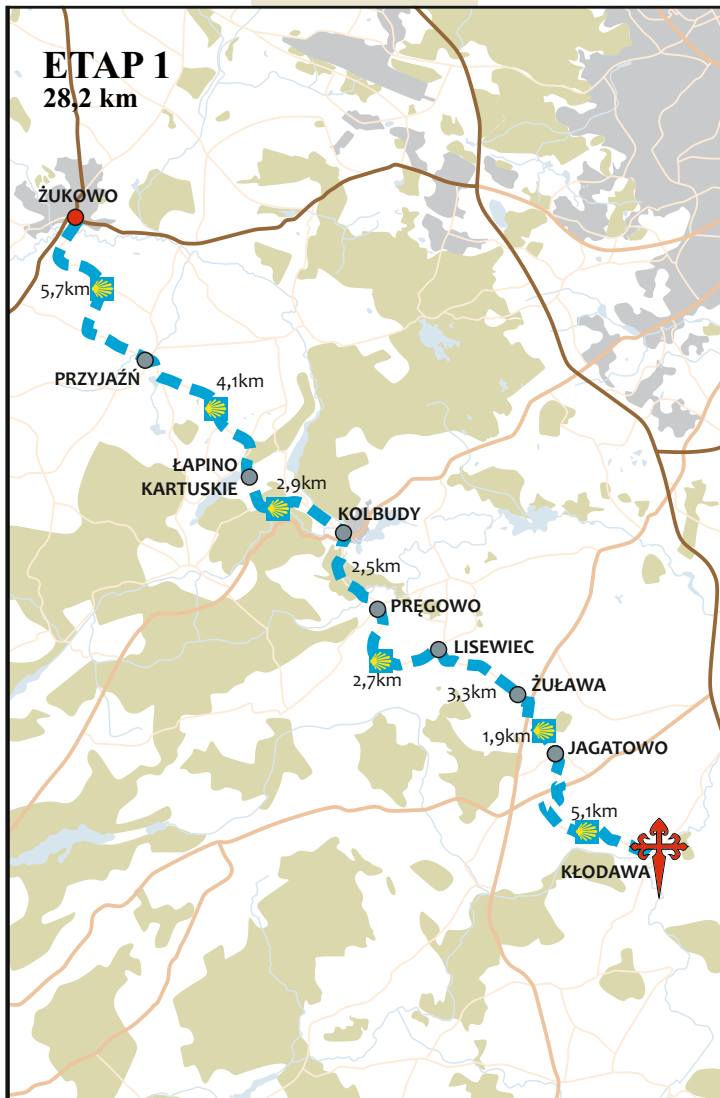 ETAP 1
28,2 km
ŻUKOWO
5,7km
PRZYJAŹŃ
4,1km
ŁAPINO
KARTUSKIE
2,9km
KOLBUDY
2,5km
PRĘGOWO
LISEWIEC
2,7km
3,3km
ŻUŁAWA
1,9km
JAGATOWO
5,1km
KŁODAWA